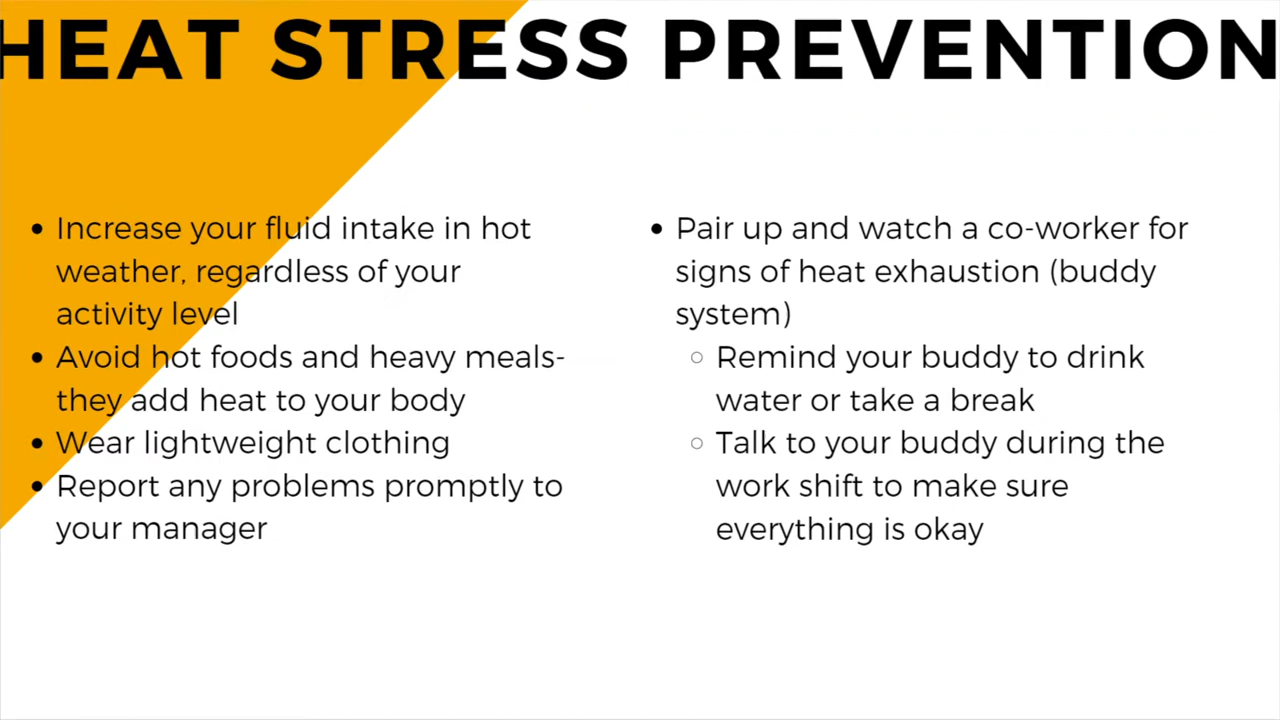 HEAT STRESS PREVENTION
• Increase your fluid intake in hot
weather, regardless of your
activity level
• Avoid hot foods and heavy meals-
they add heat to your body
• Wear lightweight clothing
• Report any problems promptly to
your manager
• Pair up and watch a co-worker for
signs of heat exhaustion (buddy
system)
○ Remind your buddy to drink
water or take a break
○ Talk to your buddy during the
work shift to make sure
everything is okay